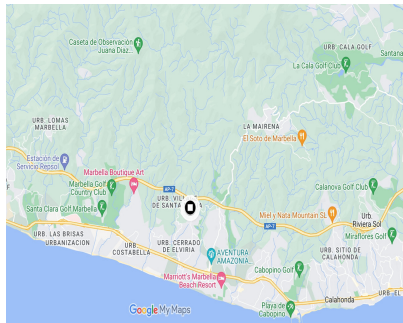 Caseta de Observación
Juana Díaz...
URB. CALA GOLF
Santana
La Cala Golf Club
URB. LOMAS
MARBELLA
LA MAIRENA
El Soto de Marbella
Estación de
Servicio Repsol
Marbella Boutique Art
Marbella Golf
Country Club
AP-7
Calanova Golf Club
Santa Clara Golf Marbella
URB.
DE SANTA
Miel y Nata Mountain SL
Urb.
Riviera Sol
AP-7
Miraflores Golf
URB. LAS BRISAS
URBANIZACION
URB.
COSTABELLA
URB. CERRADO
DE ELVIRIA
AVENTURA
AMAZONIA
URB. SITIO DE
CALAHONDA
Cabopino Golf
Marriott's Marbella
Beach Resort
URB. EL
Calahonda
Playa de
Cabopino
Google My Maps